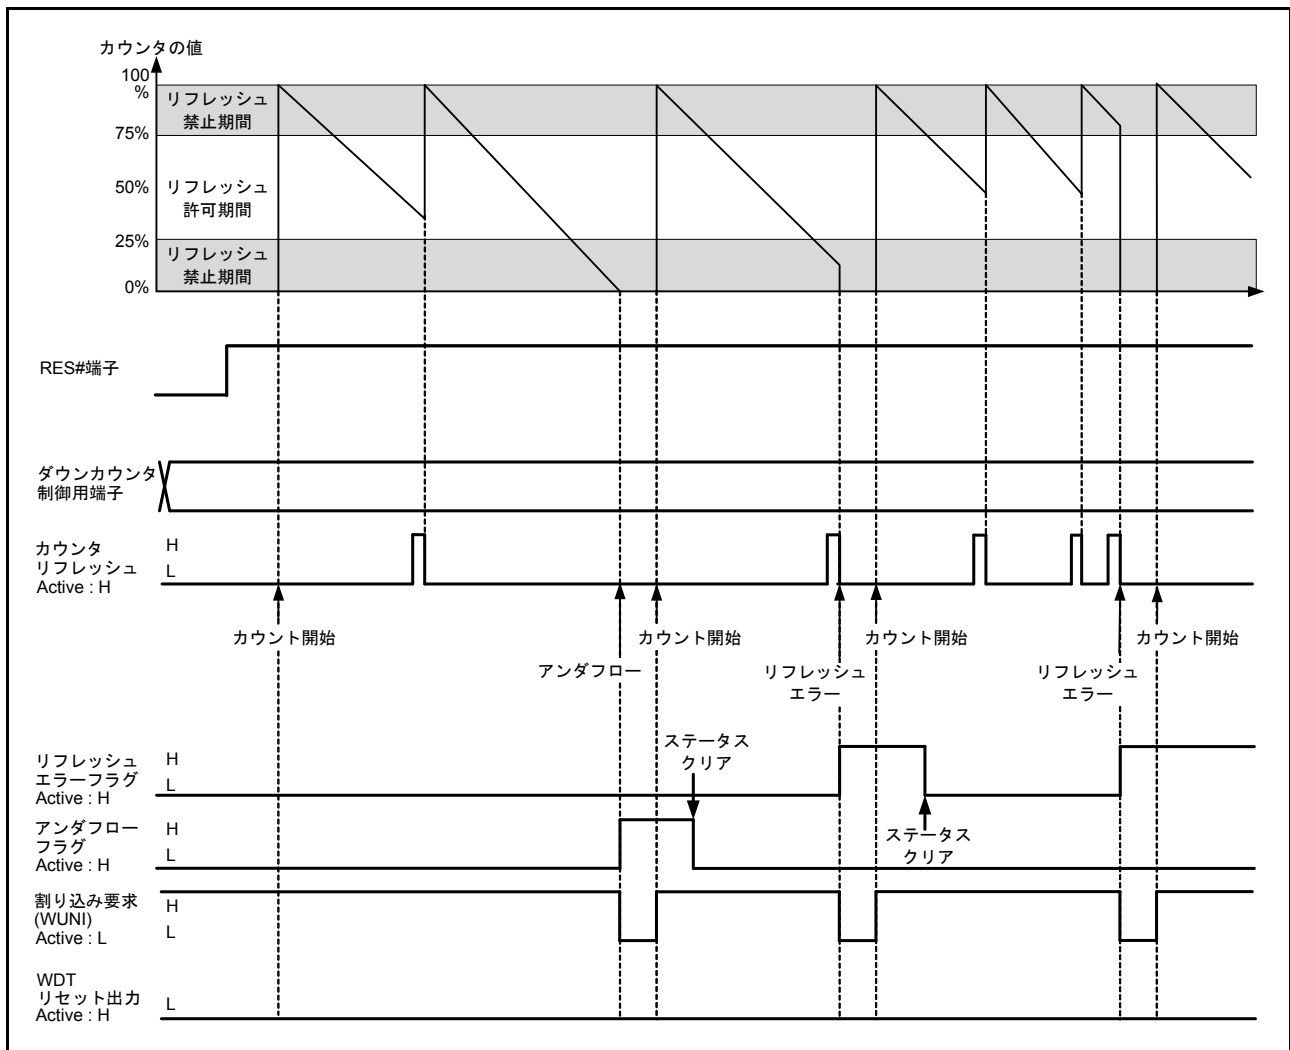 カウンタの値
100
%
リフレッシュ
禁止期間
75%
50%
リフレッシュ
許可期間
25%
リフレッシュ
禁止期間
0%
RES#端子
ダウンカウンタ
制御用端子
カウンタ
リフレッシュ
Active : H
H
L
カウント開始
カウント開始
カウント開始
カウント開始
アンダフロー
リフレッシュ
エラー
リフレッシュ
エラー
ステータス
クリア
リフレッシュ
エラーフラグ
Active : H
H
L
ステータス
クリア
アンダフロー
フラグ
Active : H
H
L
割り込み要求
(WUNI)
Active : L
H
L
WDT
リセット出力
Active : H
L